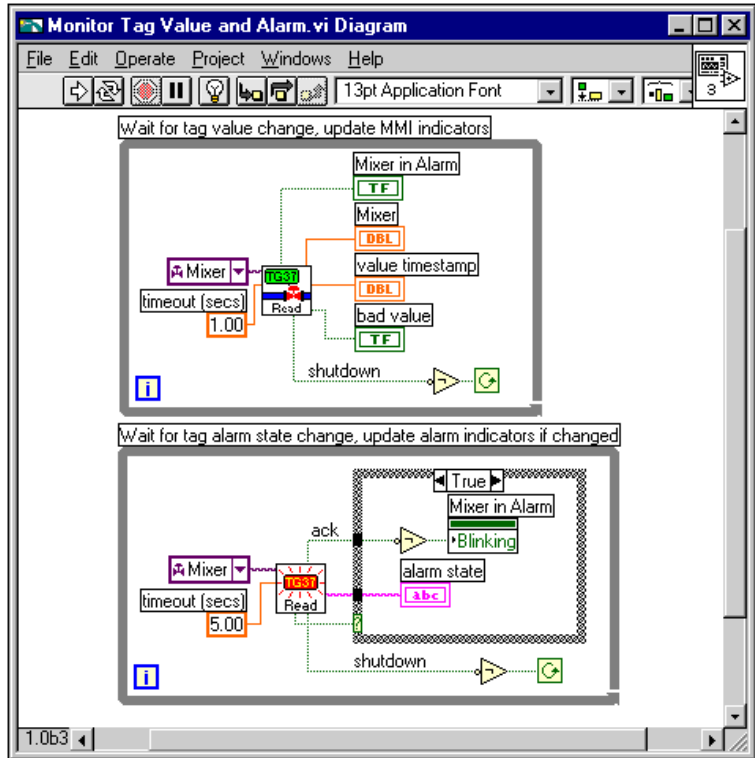 Monitor Tag Value and Alarm.vi Diagram
File Edit Operate Project Windows Help
13pt Application Font
3
Wait for tag value change, update MMI indicators
Mixer in Alarm
TF
Mixer
DBL
Mixer
TG37
Read
value timestamp
DBL
timeout (secs)
1.00
bad value
TF
shutdown
i
Wait for tag alarm state change, update alarm indicators if changed
True
Mixer in Alarm
ack
Blinking
Mixer
TG37
Read
alarm state
abc
timeout (secs)
5.00
?
shutdown
i
1.0b3